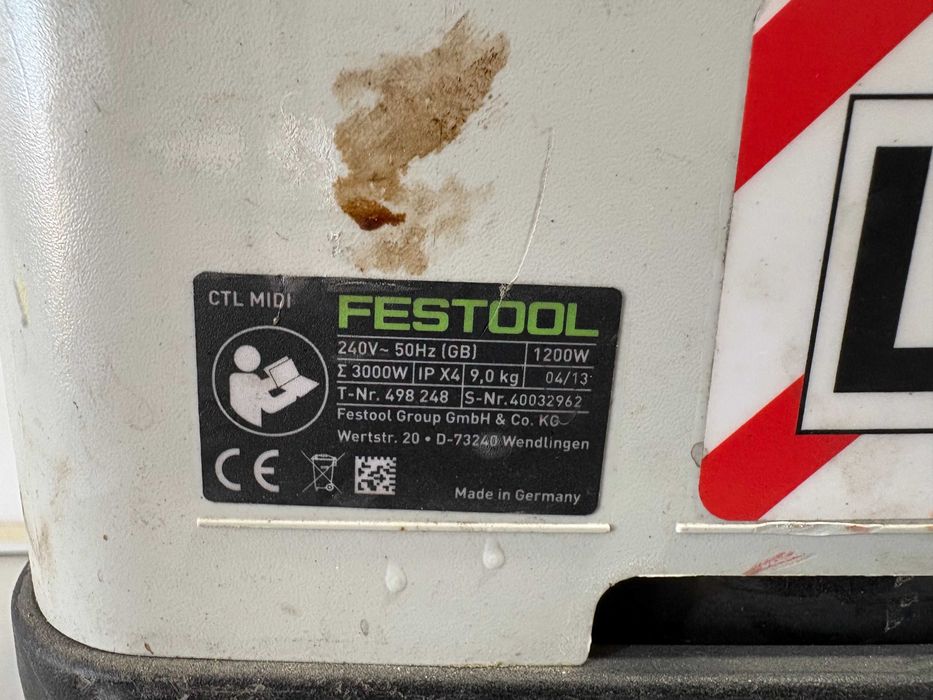 CTL MIDI
FESTOOL
240V~ 50Hz (GB) 1200W
Σ 3000W IP X4 9,0 kg 04/13
T-Nr. 498 248 S-Nr. 40032962
Festool Group GmbH & Co. KG
Wertstr. 20 • D-73240 Wendlingen
CE
Made in Germany
L